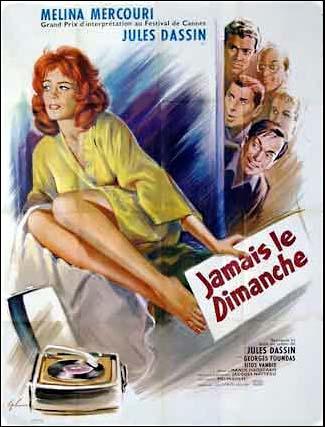 MELINA MERCOURI
Grand Prix d'interprétation au Festival de Cannes
JULES DASSIN
Jamais le
Dimanche
JULES DASSIN
GEORGES FOUNDAS
TITOS VANDIS